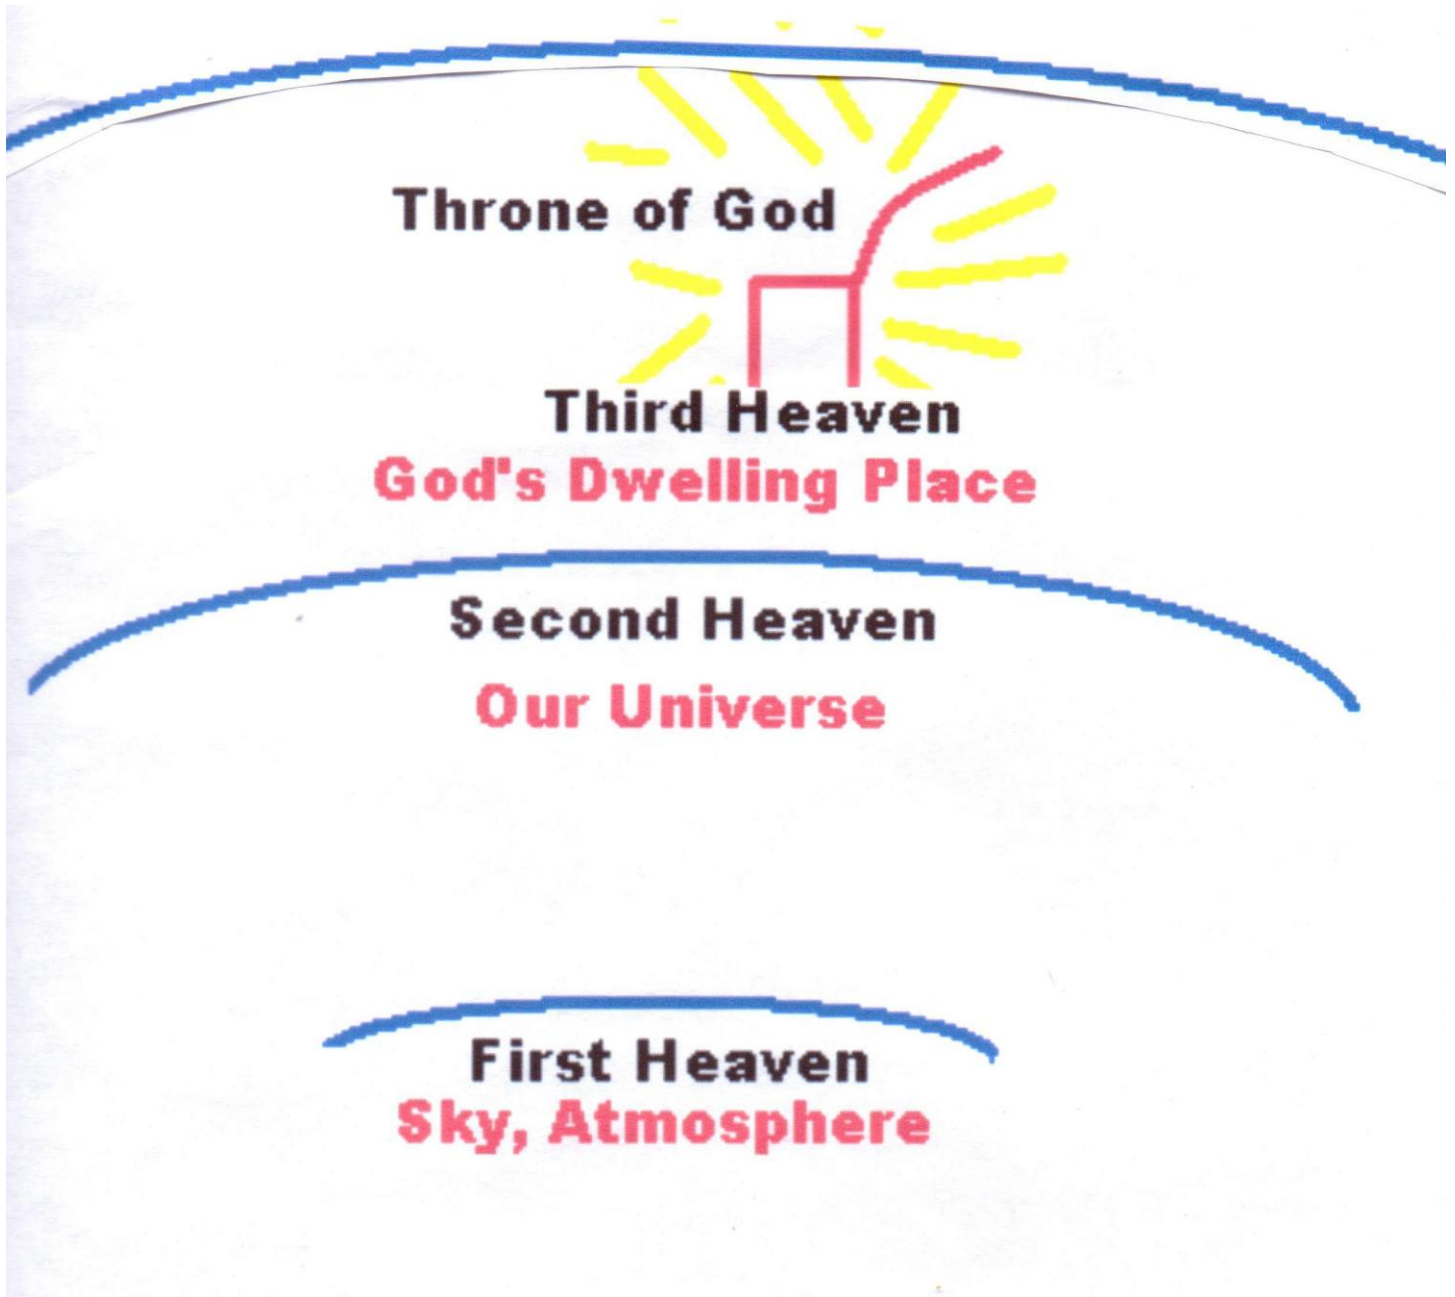 Throne of God
Third Heaven
God's Dwelling Place
Second Heaven
Our Universe
First Heaven
Sky, Atmosphere